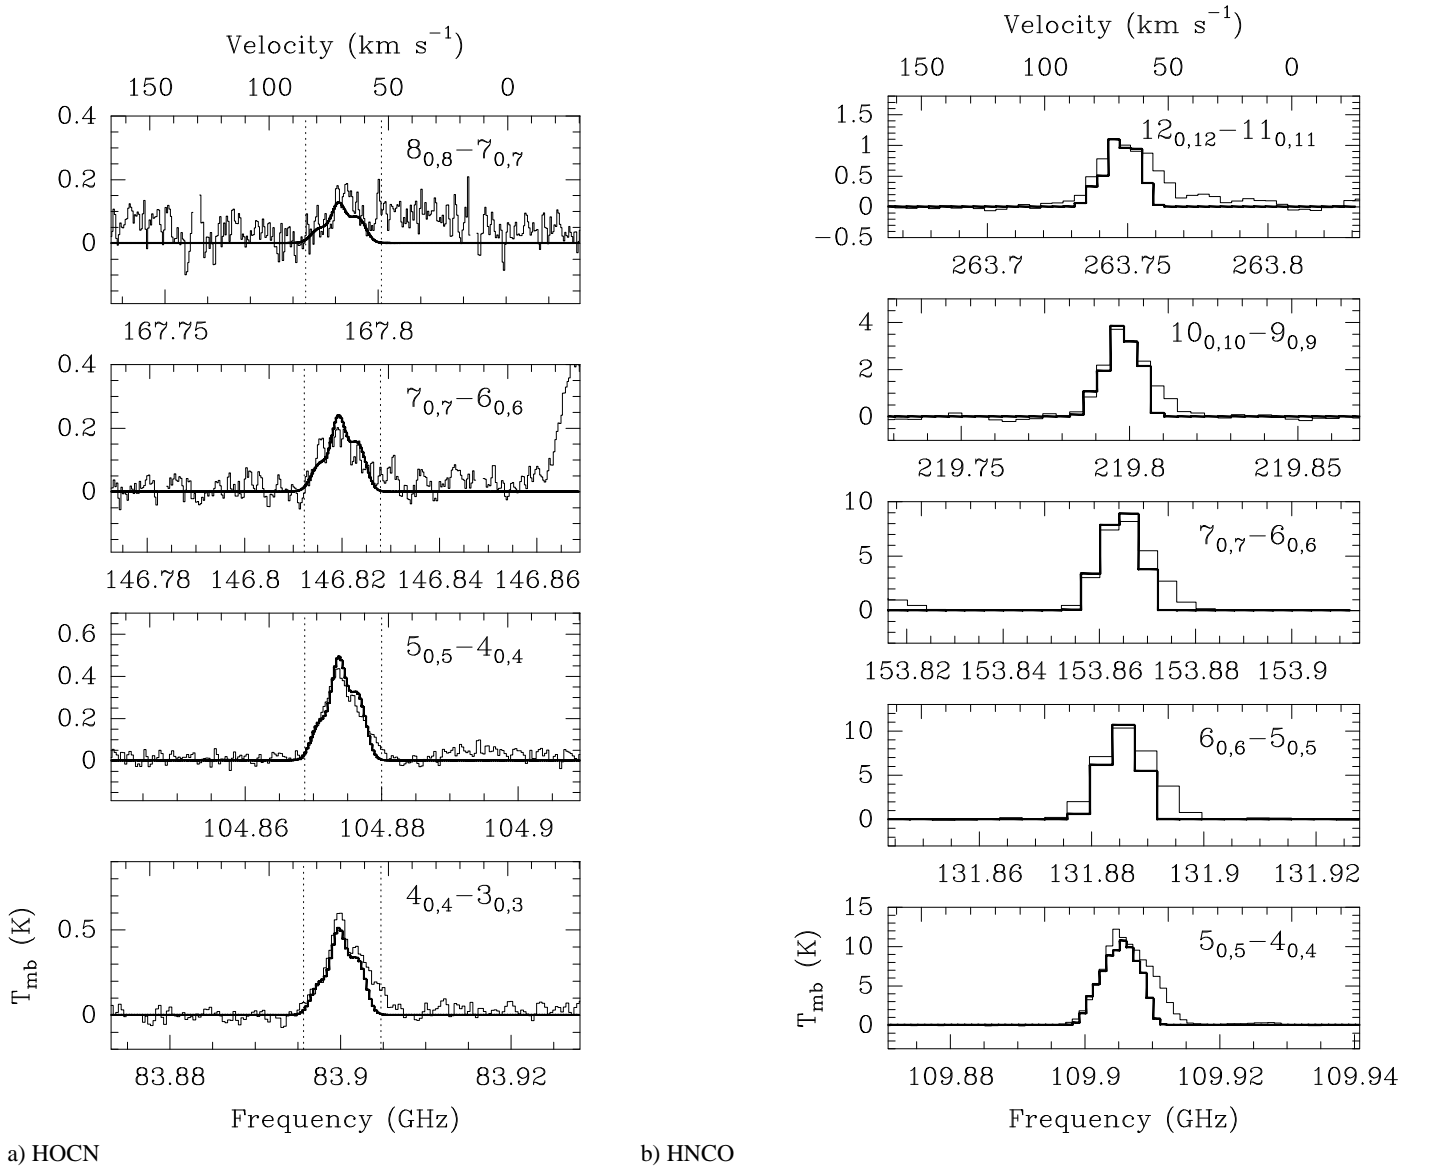 Velocity (km s⁻¹)
150 100 50 0
0.4
0.2
0
8₀,₈−7₀,₇
167.75 167.8
0.4
0.2
0
7₀,₇−6₀,₆
146.78 146.8 146.82 146.84 146.86
0.6
0.4
0.2
0
5₀,₅−4₀,₄
104.86 104.88 104.9
0.5
0
4₀,₄−3₀,₃
T_mb (K)
83.88 83.9 83.92
Frequency (GHz)
a) HOCN
Velocity (km s⁻¹)
150 100 50 0
1.5
1
0.5
0
−0.5
12₀,₁₂−11₀,₁₁
263.7 263.75 263.8
4
2
0
10₀,₁₀−9₀,₉
219.75 219.8 219.85
10
5
0
7₀,₇−6₀,₆
153.82 153.84 153.86 153.88 153.9
10
5
0
6₀,₆−5₀,₅
131.86 131.88 131.9 131.92
15
10
5
0
5₀,₅−4₀,₄
T_mb (K)
109.88 109.9 109.92 109.94
Frequency (GHz)
b) HNCO